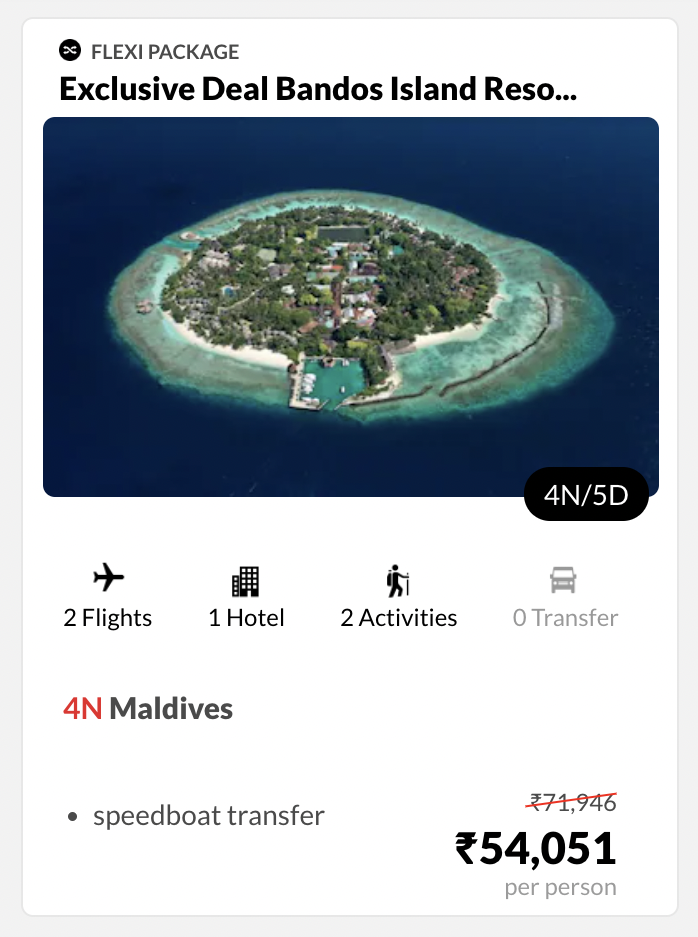 FLEXI PACKAGE
Exclusive Deal Bandos Island Reso...
4N/5D
2 Flights 1 Hotel 2 Activities 0 Transfer
4N Maldives
₹71,946
• speedboat transfer
₹54,051
per person